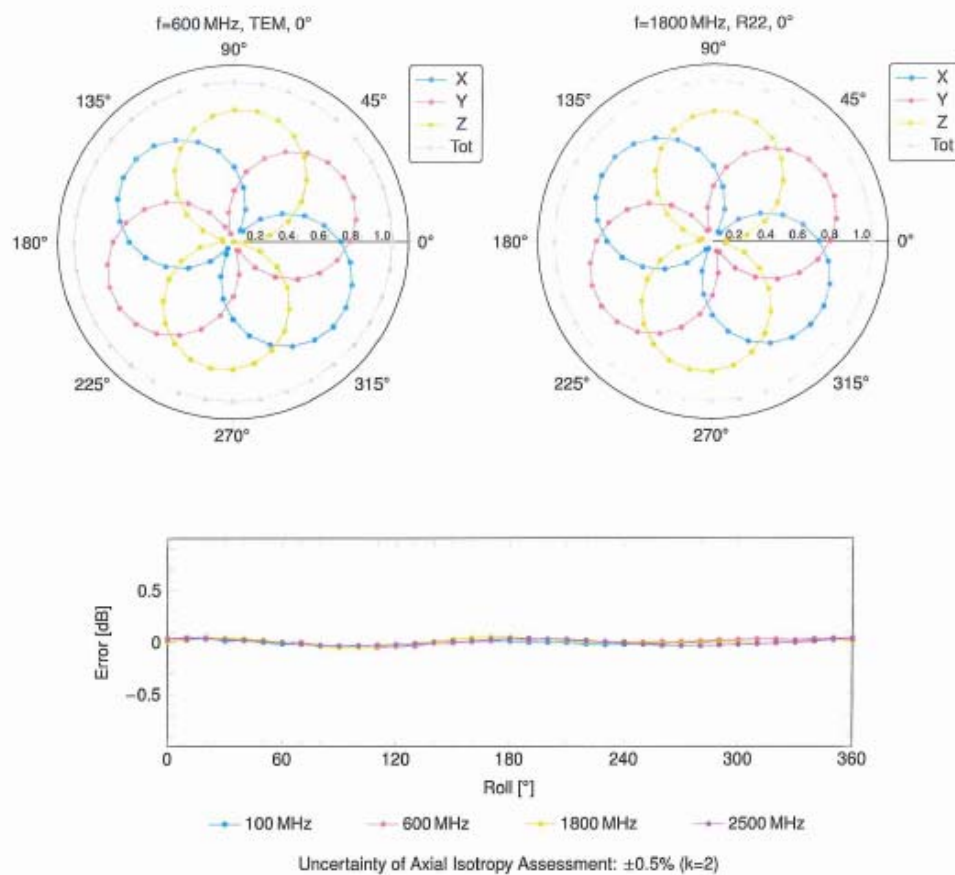 f=600 MHz, TEM, 0°
f=1800 MHz, R22, 0°
90°
90°
X
Y
Z
Tot
X
Y
Z
Tot
135°
45°
135°
45°
180°
0.2 0.4 0.6 0.8 1.0
0°
180°
0.2 0.4 0.6 0.8 1.0
0°
225°
315°
225°
315°
270°
270°
0.5
0
−0.5
Error [dB]
0 60 120 180 240 300 360
Roll [°]
100 MHz 600 MHz 1800 MHz 2500 MHz
Uncertainty of Axial Isotropy Assessment: ±0.5% (k=2)